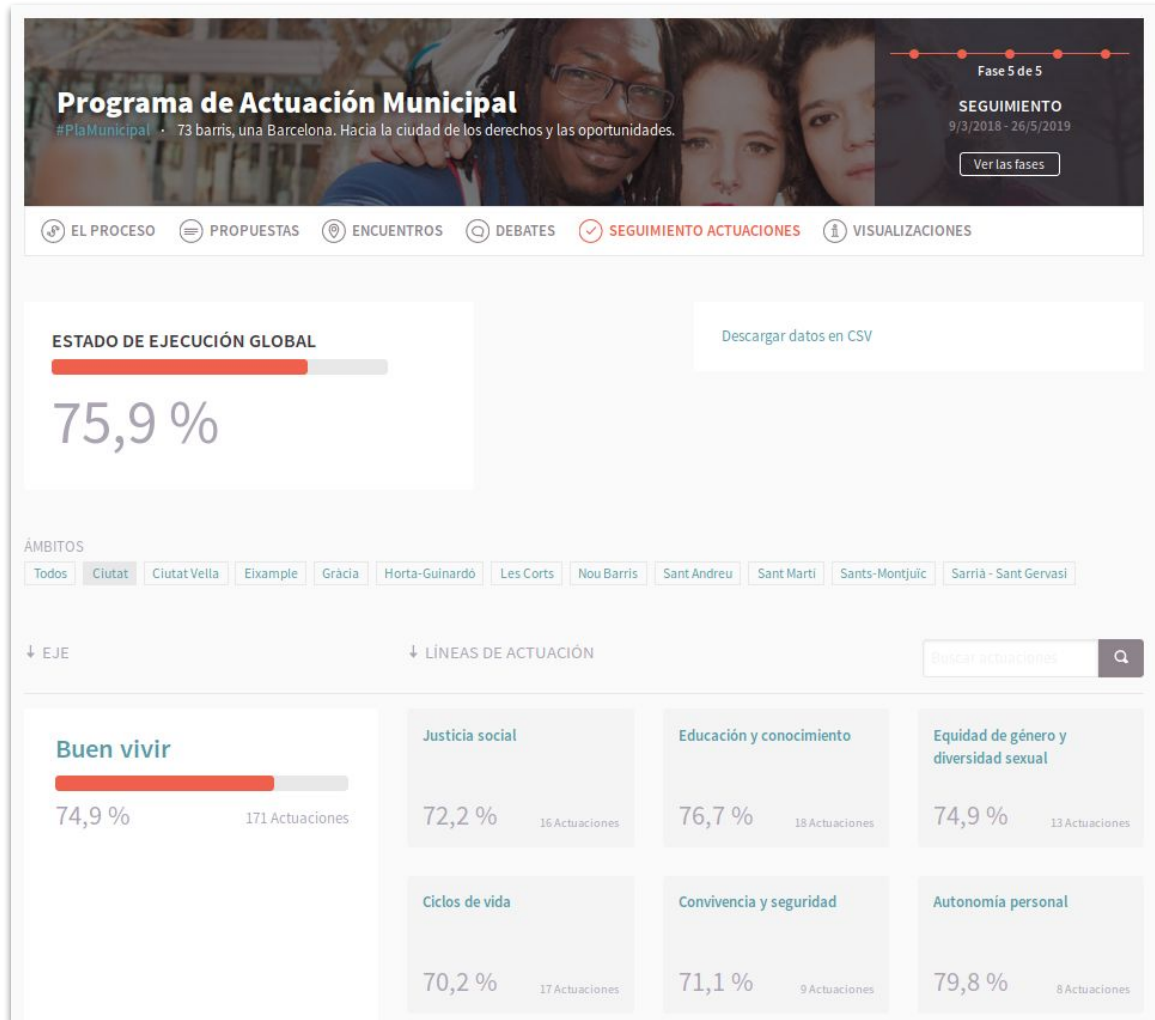 Programa de Actuación Municipal
#PlaMunicipal · 73 barris, una Barcelona. Hacia la ciudad de los derechos y las oportunidades.
Fase 5 de 5
SEGUIMIENTO
9/3/2018 - 26/5/2019
Ver las fases
EL PROCESO PROPUESTAS ENCUENTROS DEBATES SEGUIMIENTO ACTUACIONES VISUALIZACIONES
ESTADO DE EJECUCIÓN GLOBAL
75,9 %
Descargar datos en CSV
ÁMBITOS
Todos Ciutat Ciutat Vella Eixample Gràcia Horta-Guinardó Les Corts Nou Barris Sant Andreu Sant Martí Sants-Montjuïc Sarrià - Sant Gervasi
↓ EJE
↓ LÍNEAS DE ACTUACIÓN
Buscar actuaciones
Buen vivir
74,9 % 171 Actuaciones
Justicia social
72,2 % 16 Actuaciones
Educación y conocimiento
76,7 % 18 Actuaciones
Equidad de género y
diversidad sexual
74,9 % 13 Actuaciones
Ciclos de vida
70,2 % 17 Actuaciones
Convivencia y seguridad
71,1 % 9 Actuaciones
Autonomía personal
79,8 % 8 Actuaciones